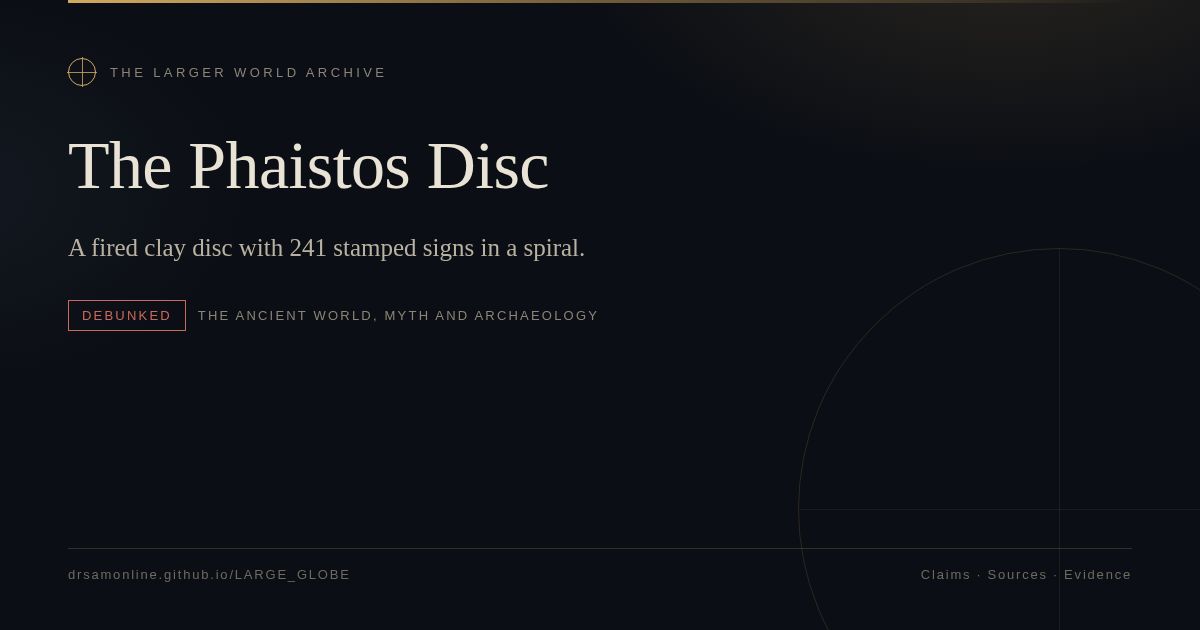 THE LARGER WORLD ARCHIVE
The Phaistos Disc
A fired clay disc with 241 stamped signs in a spiral.
DEBUNKED THE ANCIENT WORLD, MYTH AND ARCHAEOLOGY
drsamonline.github.io/LARGE_GLOBE Claims · Sources · Evidence